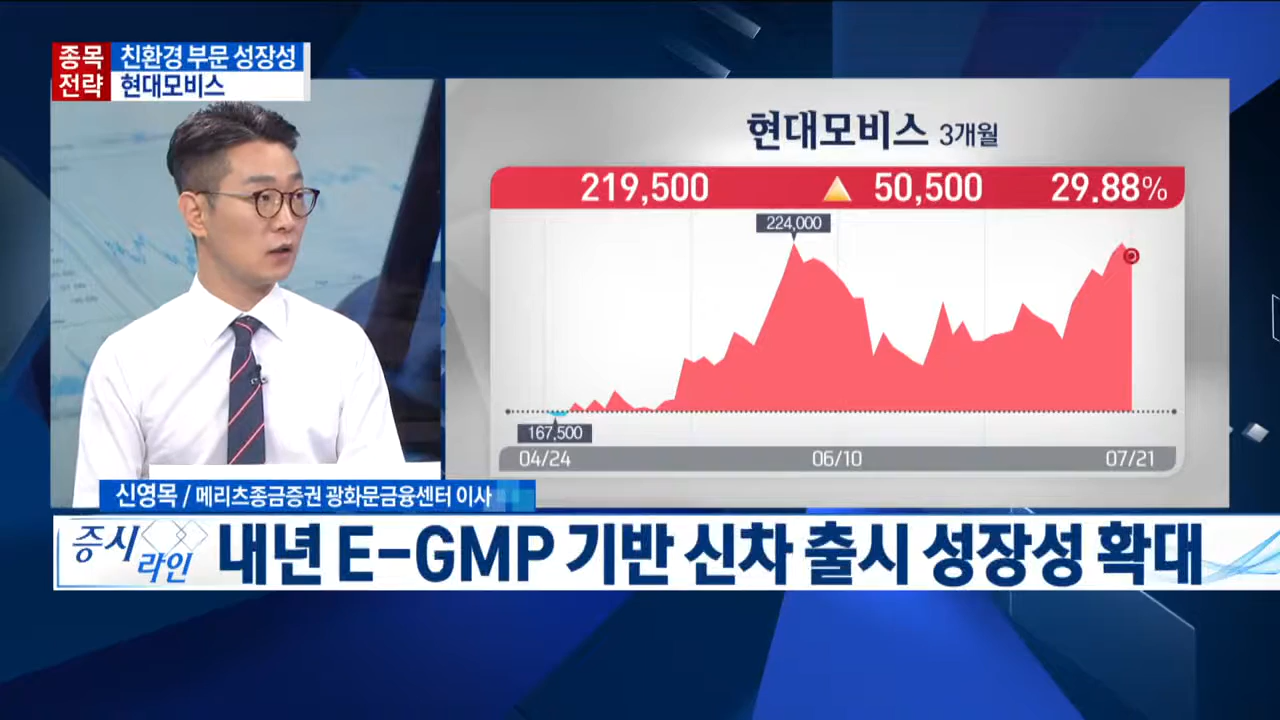 종목
전략
친환경 부문 성장성
현대모비스
현대모비스 3개월
219,500 ▲ 50,500 29.88%
224,000
167,500
04/24 06/10 07/21
신영목 / 메리츠종금증권 광화문금융센터 이사
증시
라인
내년 E-GMP 기반 신차 출시 성장성 확대